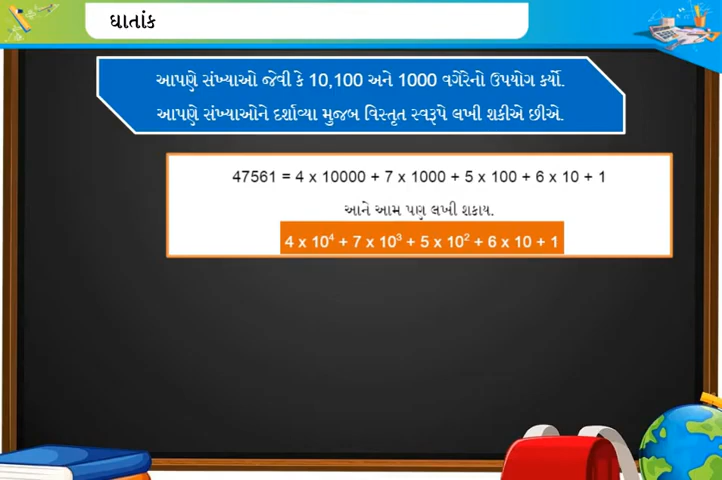 ઘાતાંક
આપણે સંખ્યાઓ જેવી કે 10,100 અને 1000 વગેરેનો ઉપયોગ કર્યો.
આપણે સંખ્યાઓને દર્શાવ્યા મુજબ વિસ્તૃત સ્વરૂપે લખી શકીએ છીએ.
47561 = 4 x 10000 + 7 x 1000 + 5 x 100 + 6 x 10 + 1
આને આમ પણ લખી શકાય.
4 x 10⁴ + 7 x 10³ + 5 x 10² + 6 x 10 + 1